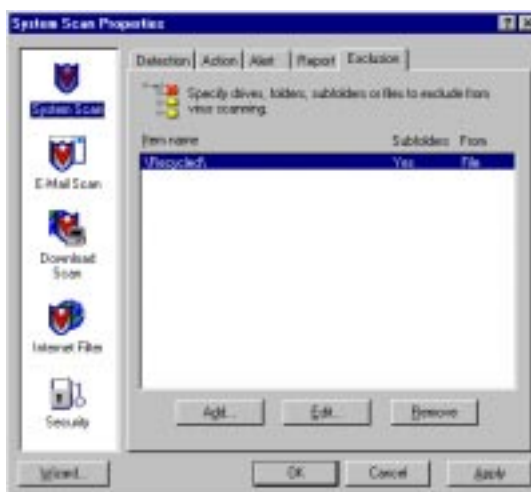 System Scan Properties
System Scan
E-Mail Scan
Download
Scan
Internet Filter
Security
Detection Action Alert Report Exclusion
Specify drives, folders, subfolders or files to exclude from
virus scanning.
Item name Subfolders From
\Recycled\ Yes File
Add... Edit... Remove
Wizard... OK Cancel Apply